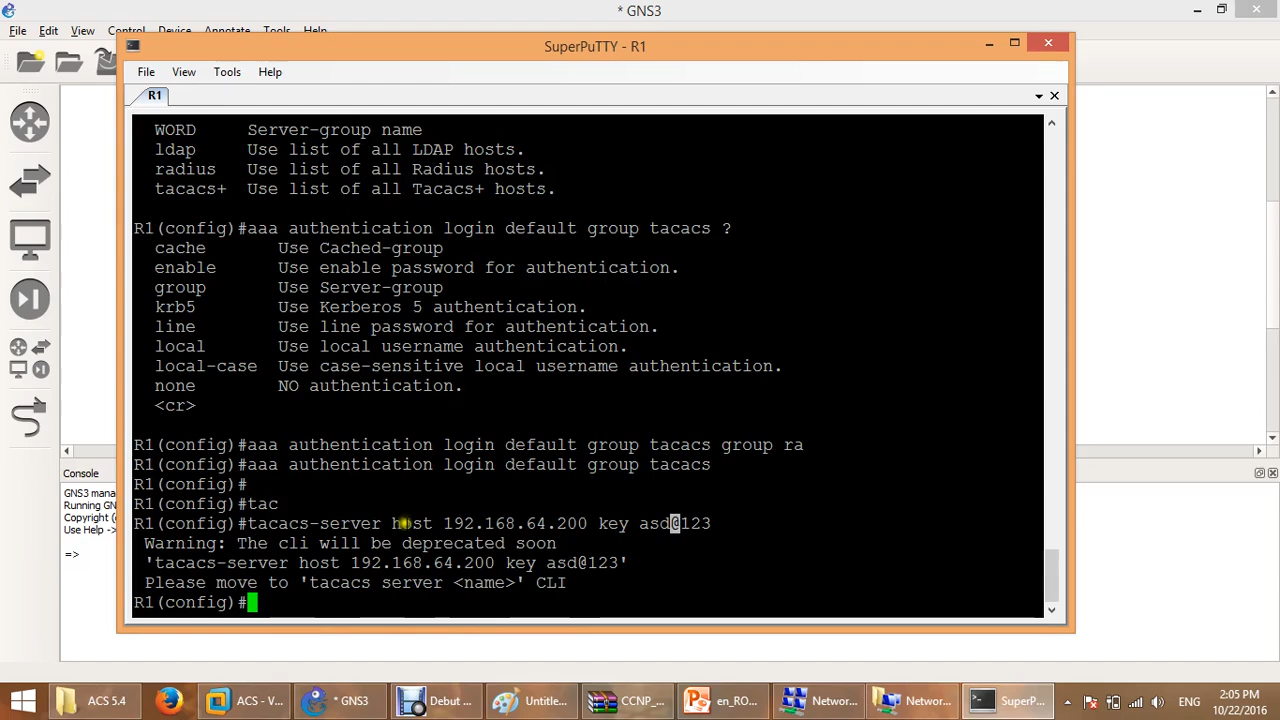 * GNS3
File Edit View Control Device Annotate Tools Help
SuperPuTTY - R1
File View Tools Help
R1
WORD Server-group name
ldap Use list of all LDAP hosts.
radius Use list of all Radius hosts.
tacacs+ Use list of all Tacacs+ hosts.
R1(config)#aaa authentication login default group tacacs ?
cache Use Cached-group
enable Use enable password for authentication.
group Use Server-group
krb5 Use Kerberos 5 authentication.
line Use line password for authentication.
local Use local username authentication.
local-case Use case-sensitive local username authentication.
none NO authentication.
<cr>
R1(config)#aaa authentication login default group tacacs group ra
R1(config)#aaa authentication login default group tacacs
R1(config)#
R1(config)#tac
R1(config)#tacacs-server host 192.168.64.200 key asd@123
Warning: The cli will be deprecated soon
'tacacs-server host 192.168.64.200 key asd@123'
Please move to 'tacacs server <name>' CLI
R1(config)#
Console
GNS3 mana
Running GN
Copyright (
Use Help ->
=>
ACS 5.4
ACS - V...
* GNS3
Debut ...
Untitle...
CCNP_...
en_RO...
Network...
Network...
SuperP...
ENG
2:05 PM
10/22/2016